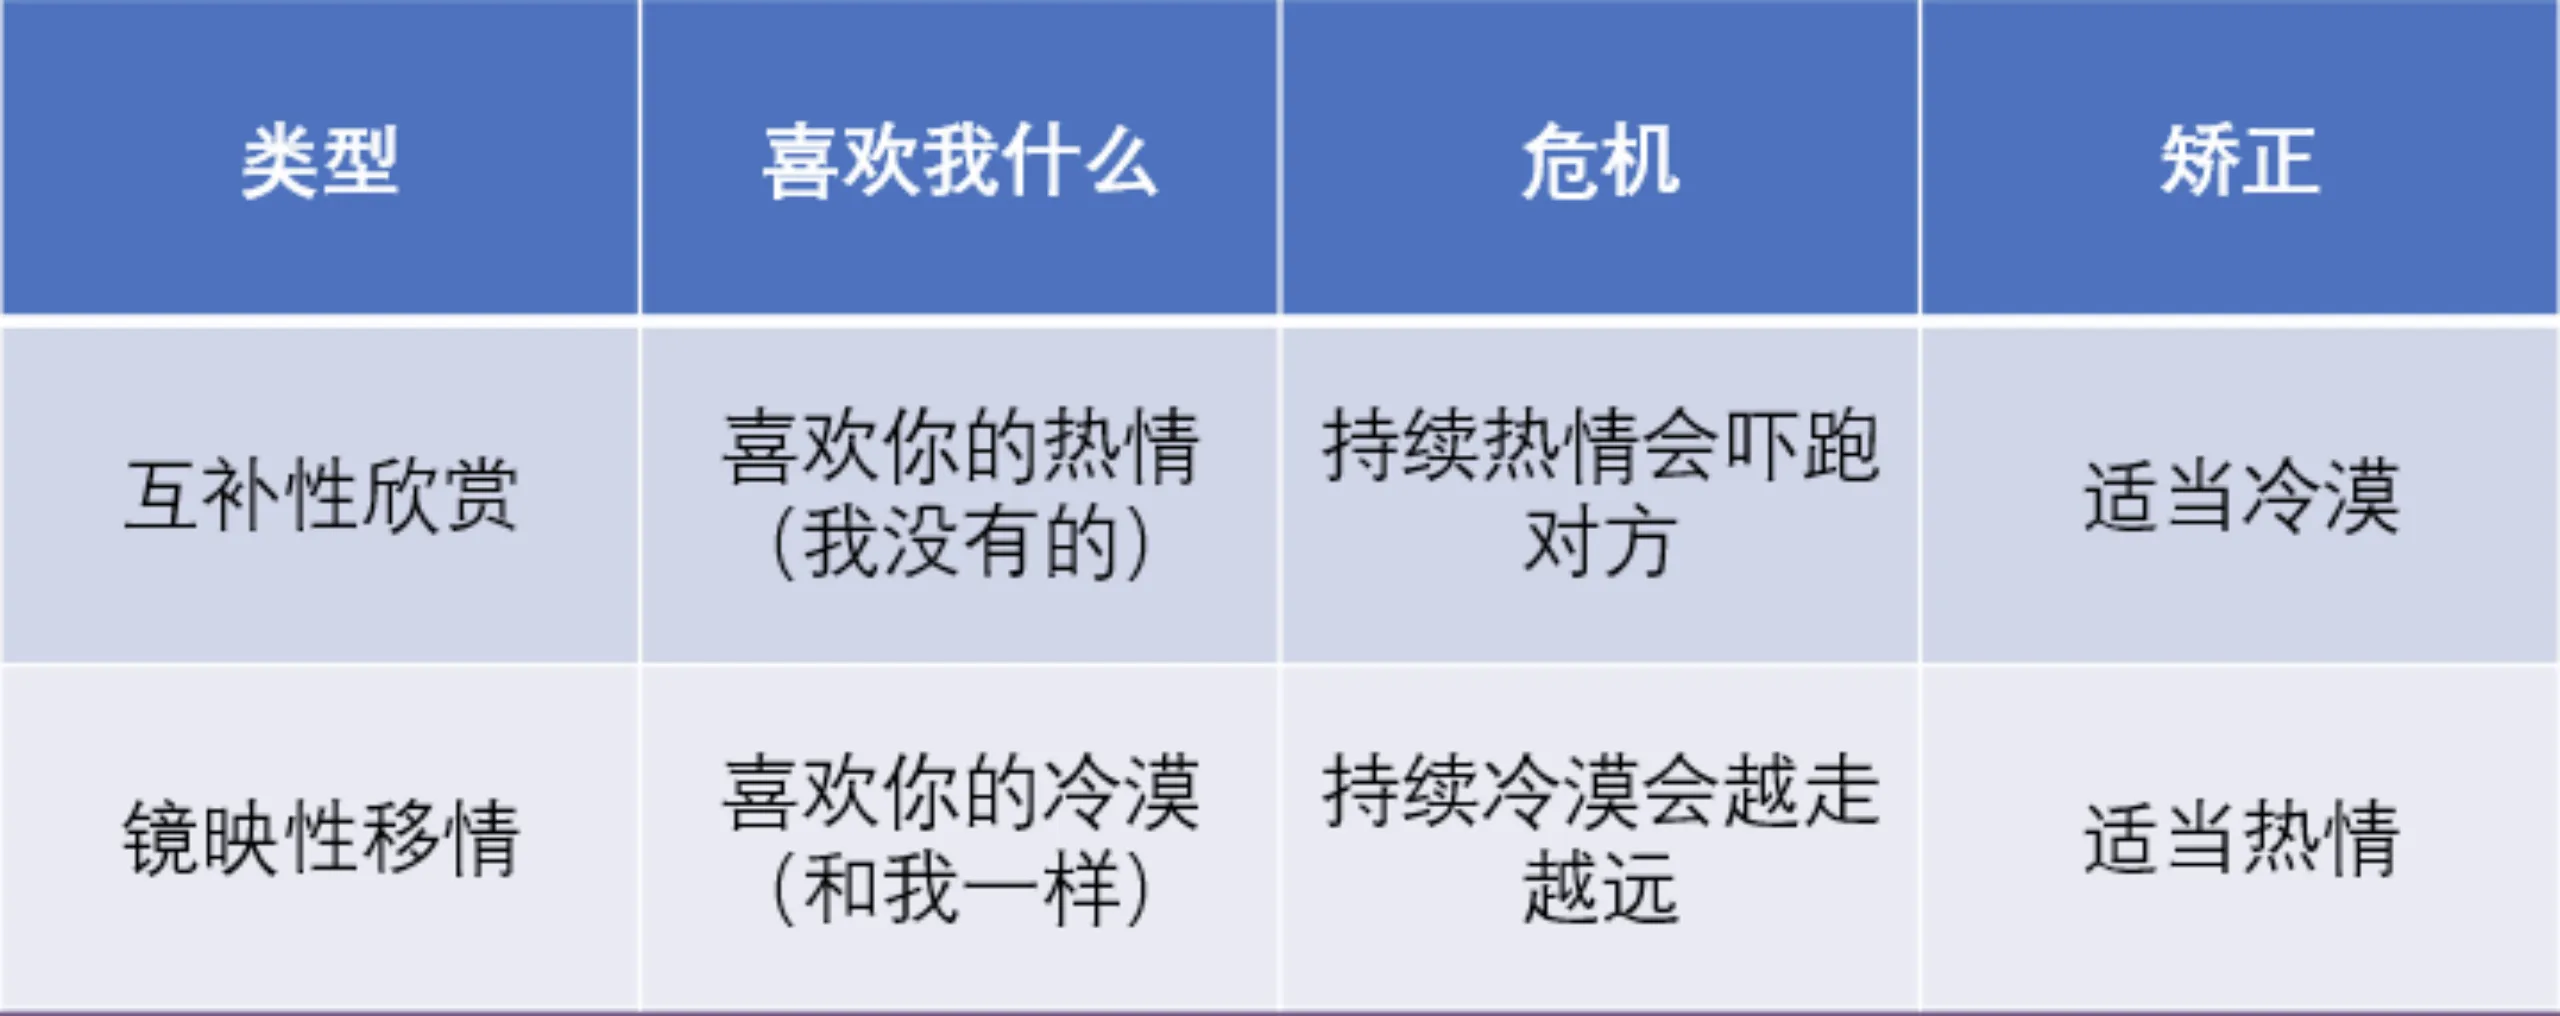 类型
喜欢我什么
危机
矫正
互补性欣赏
喜欢你的热情
（我没有的）
持续热情会吓跑
对方
适当冷漠
镜映性移情
喜欢你的冷漠
（和我一样）
持续冷漠会越走
越远
适当热情